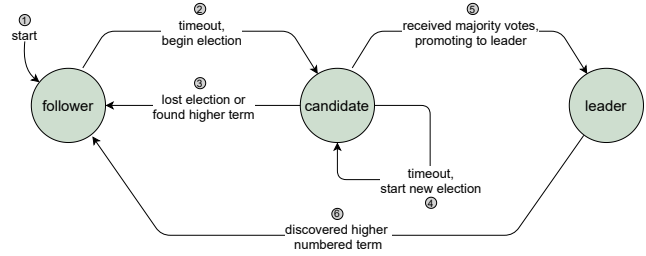 1
start
2
timeout,
begin election
3
lost election or
found higher term
5
received majority votes,
promoting to leader
follower
candidate
leader
timeout,
start new election
4
6
discovered higher
numbered term